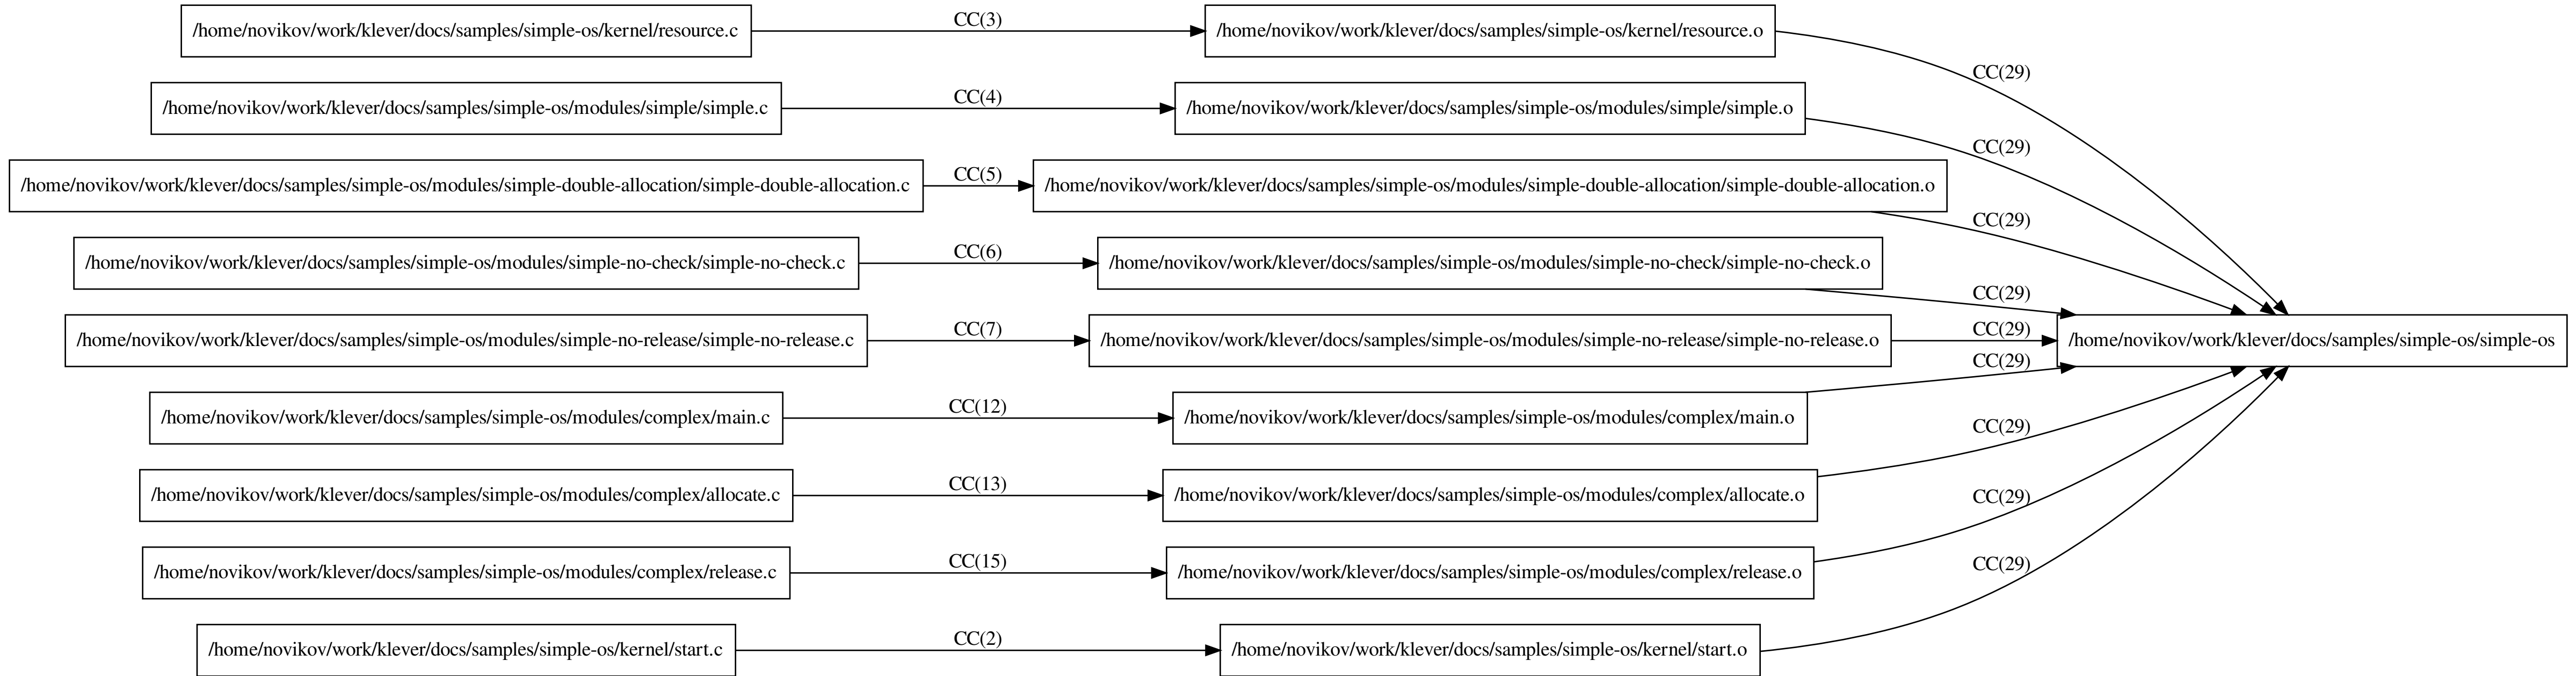 /home/novikov/work/klever/docs/samples/simple-os/kernel/resource.c
CC(3)
/home/novikov/work/klever/docs/samples/simple-os/kernel/resource.o
CC(29)
/home/novikov/work/klever/docs/samples/simple-os/modules/simple/simple.c
CC(4)
/home/novikov/work/klever/docs/samples/simple-os/modules/simple/simple.o
CC(29)
/home/novikov/work/klever/docs/samples/simple-os/modules/simple-double-allocation/simple-double-allocation.c
CC(5)
/home/novikov/work/klever/docs/samples/simple-os/modules/simple-double-allocation/simple-double-allocation.o
CC(29)
/home/novikov/work/klever/docs/samples/simple-os/modules/simple-no-check/simple-no-check.c
CC(6)
/home/novikov/work/klever/docs/samples/simple-os/modules/simple-no-check/simple-no-check.o
CC(29)
/home/novikov/work/klever/docs/samples/simple-os/modules/simple-no-release/simple-no-release.c
CC(7)
/home/novikov/work/klever/docs/samples/simple-os/modules/simple-no-release/simple-no-release.o
CC(29)
/home/novikov/work/klever/docs/samples/simple-os/simple-os
/home/novikov/work/klever/docs/samples/simple-os/modules/complex/main.c
CC(12)
/home/novikov/work/klever/docs/samples/simple-os/modules/complex/main.o
CC(29)
/home/novikov/work/klever/docs/samples/simple-os/modules/complex/allocate.c
CC(13)
/home/novikov/work/klever/docs/samples/simple-os/modules/complex/allocate.o
CC(29)
/home/novikov/work/klever/docs/samples/simple-os/modules/complex/release.c
CC(15)
/home/novikov/work/klever/docs/samples/simple-os/modules/complex/release.o
CC(29)
/home/novikov/work/klever/docs/samples/simple-os/kernel/start.c
CC(2)
/home/novikov/work/klever/docs/samples/simple-os/kernel/start.o
CC(29)